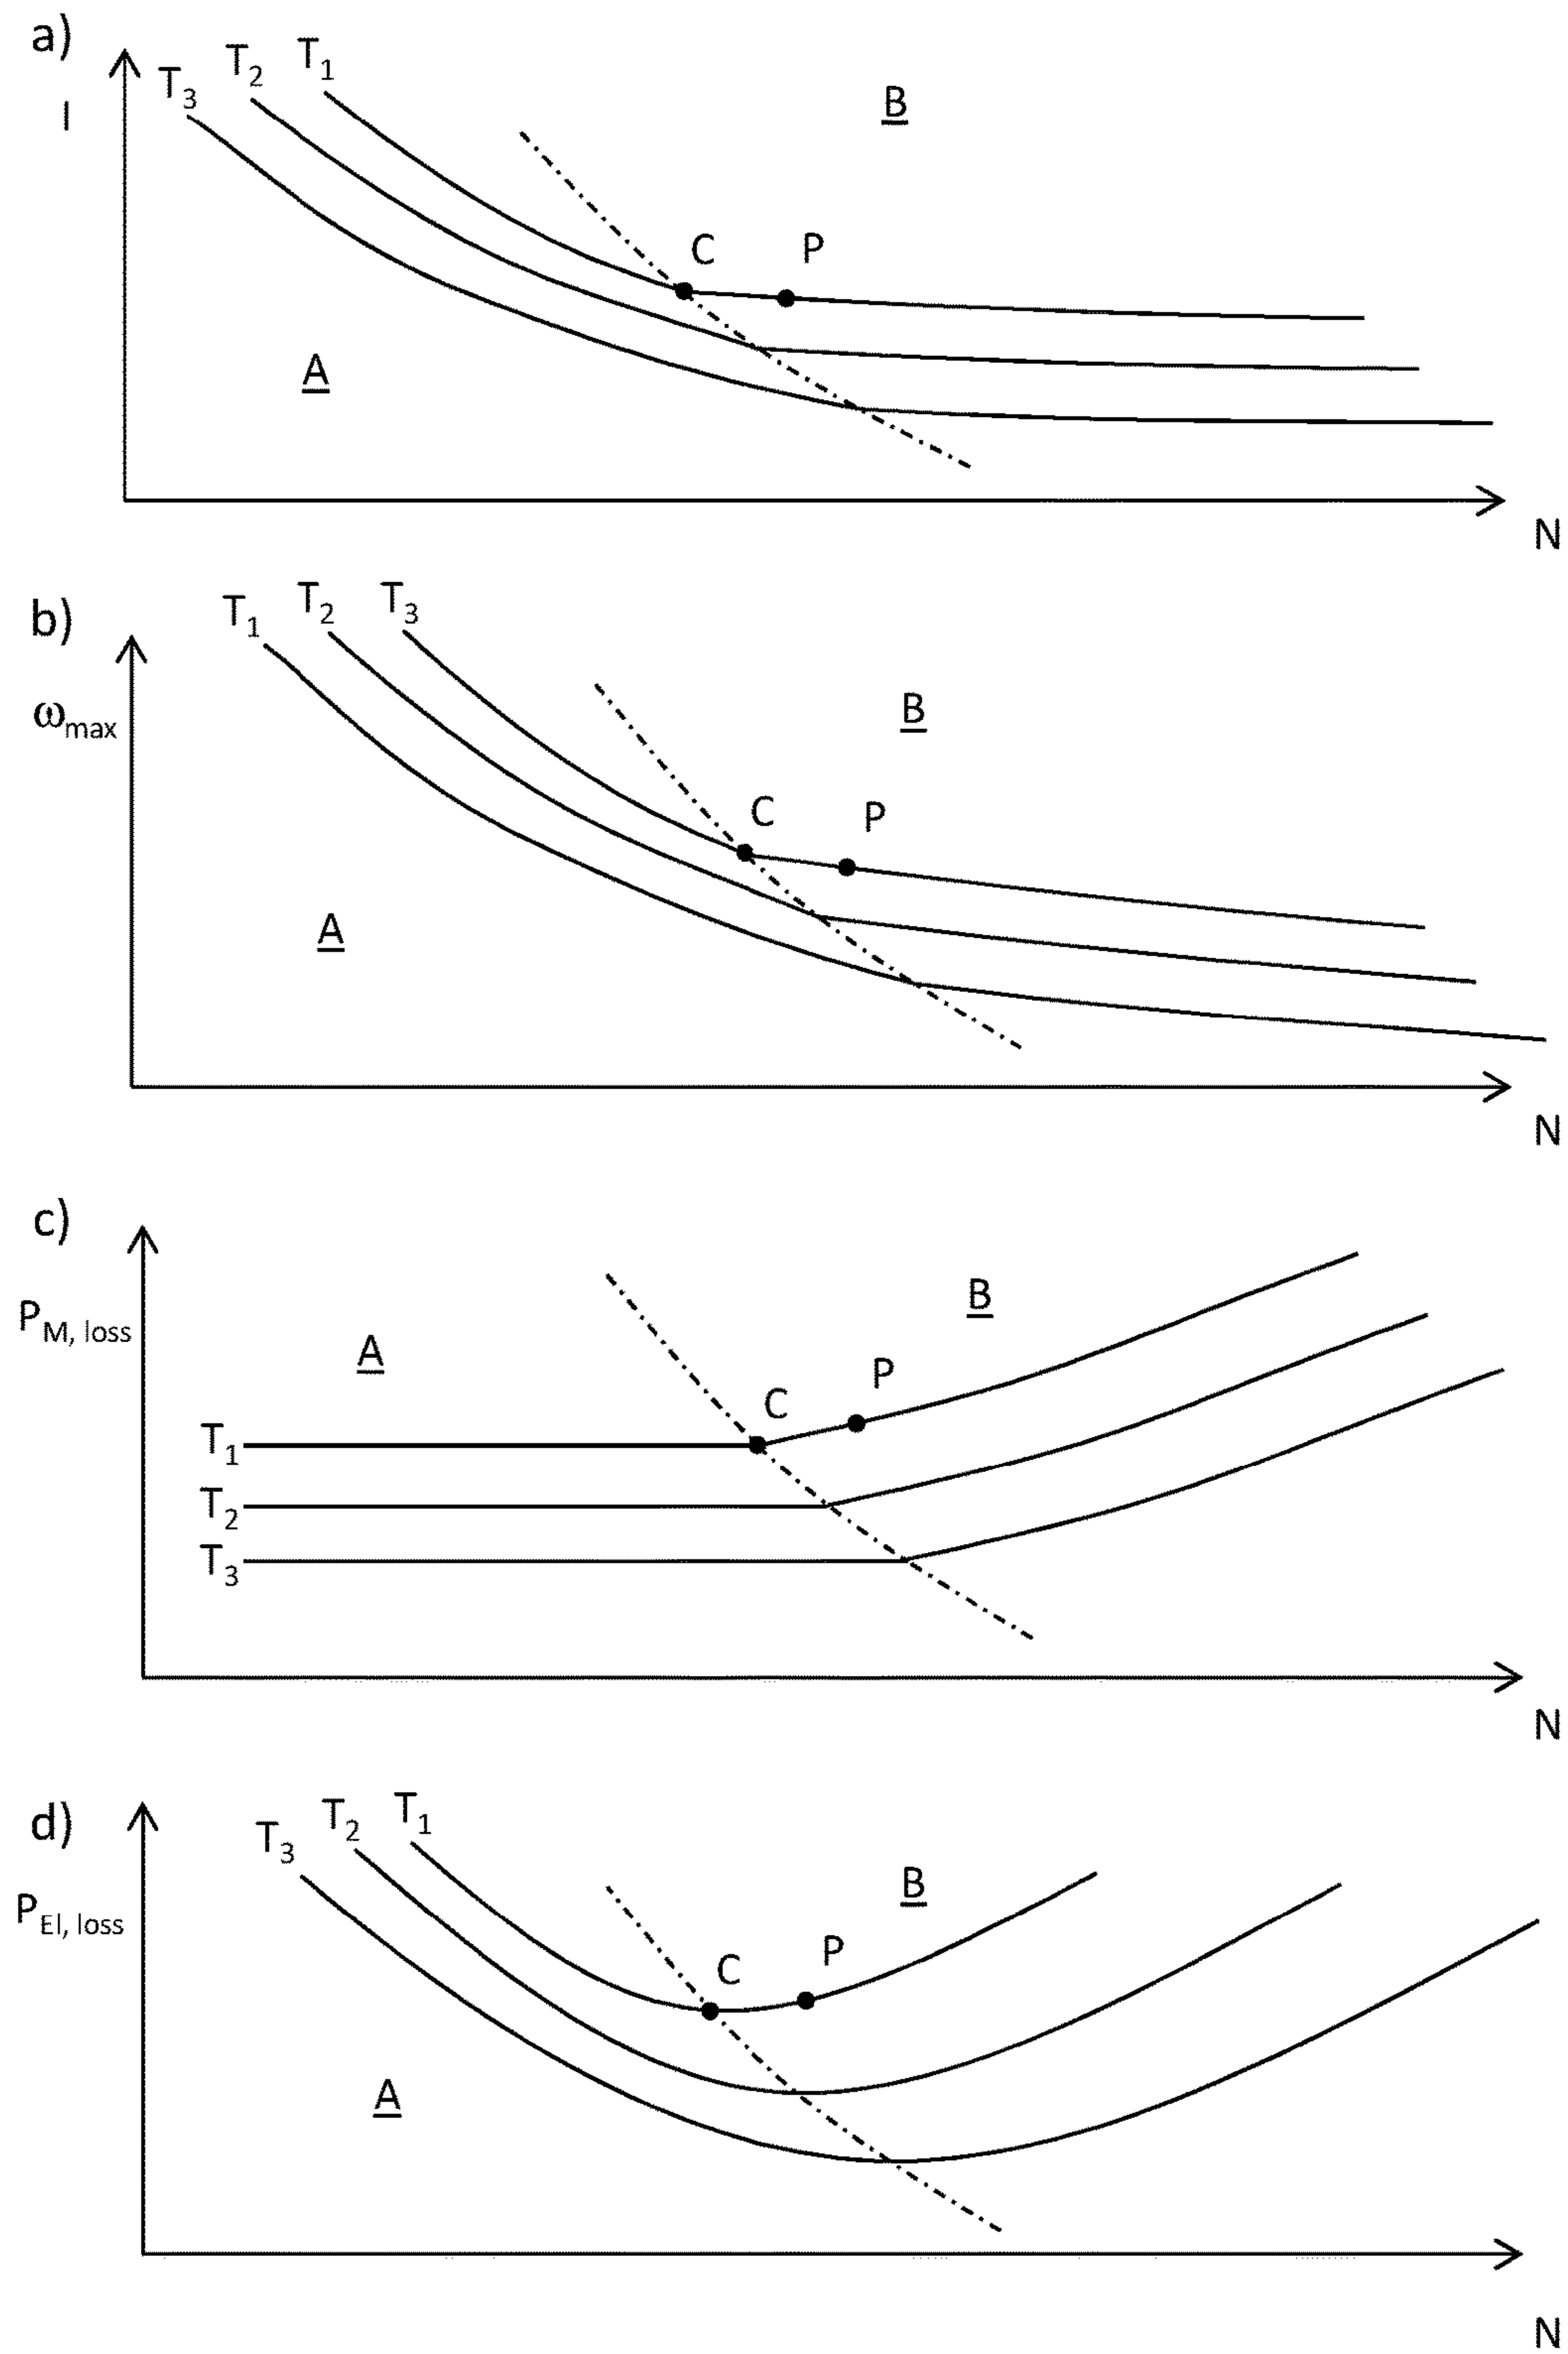 a)
I
T3 T2 T1
B
C P
A
N
b)
ωmax
T1 T2 T3
B
C P
A
N
c)
PM, loss
A
B
C P
T1
T2
T3
N
d)
PEl, loss
T3 T2 T1
B
C P
A
N